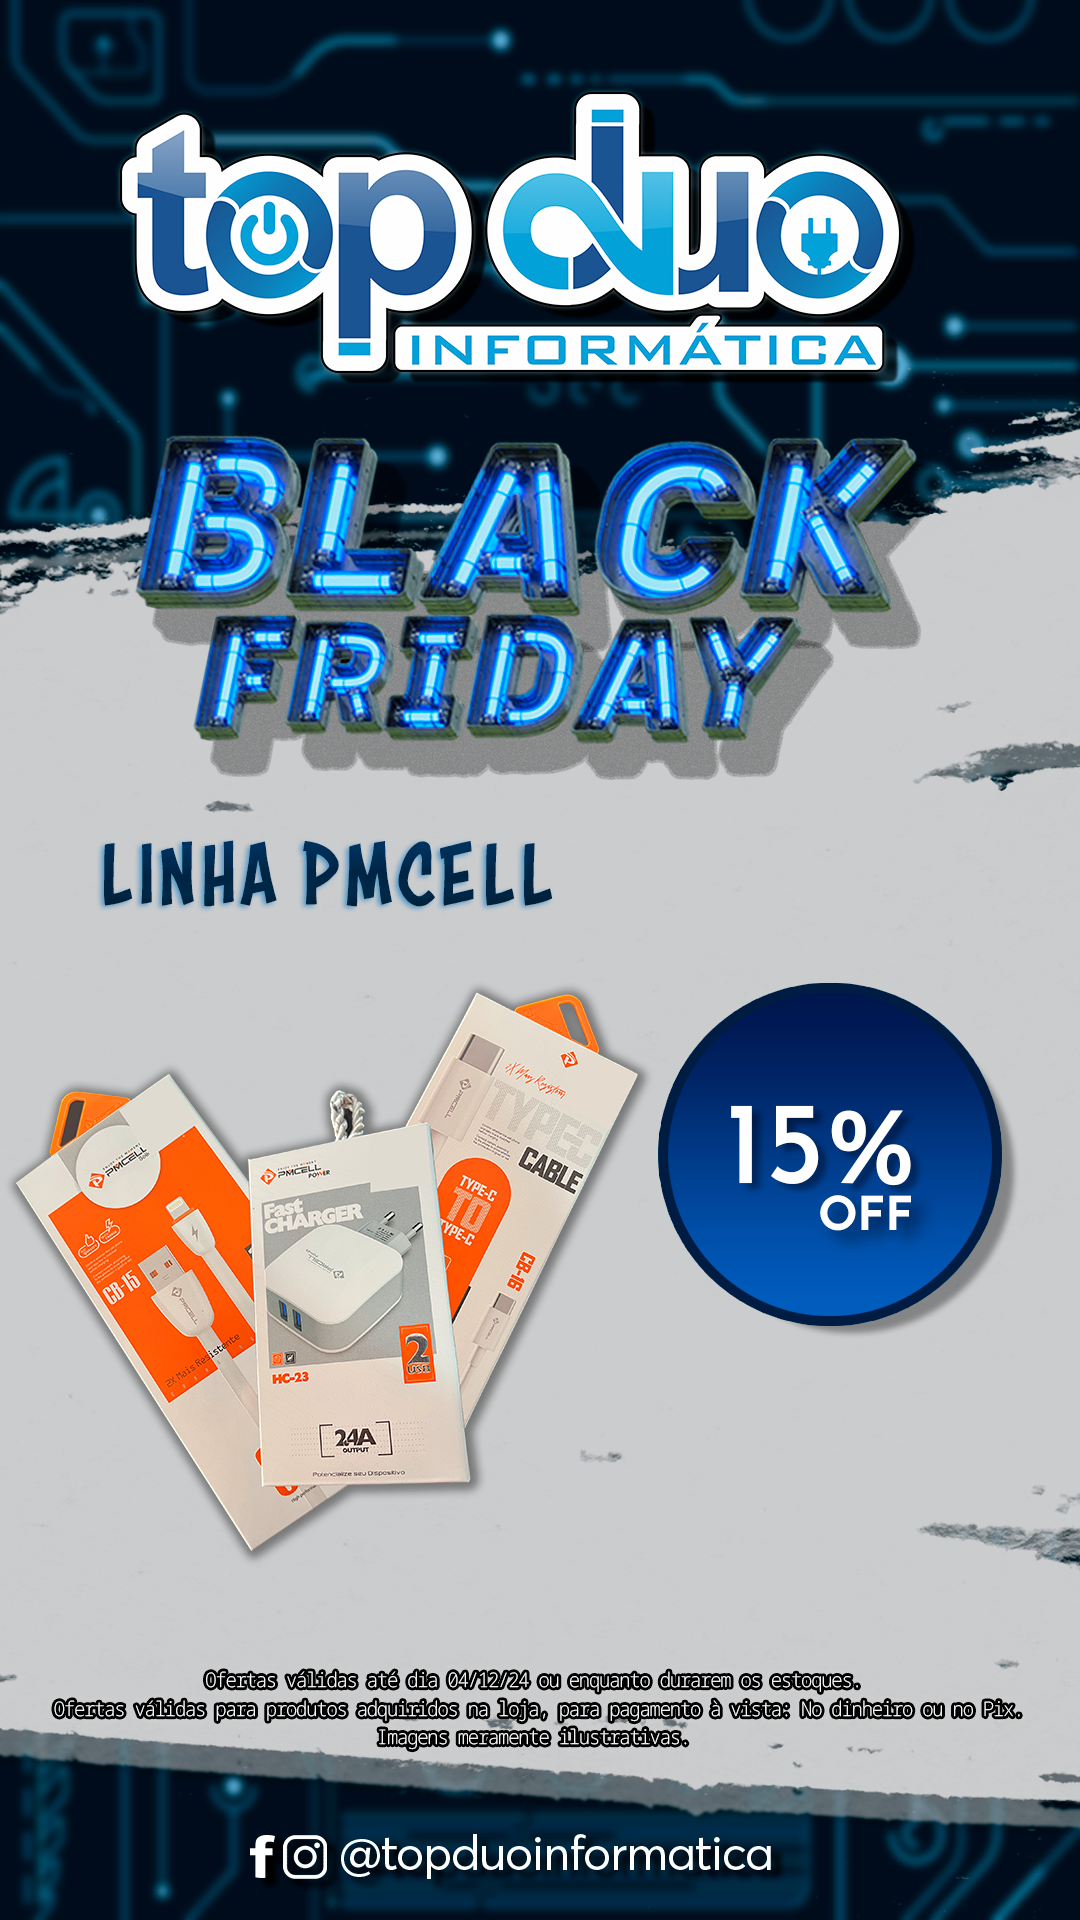 top duo
INFORMÁTICA
BLACK
FRIDAY
LINHA PMCELL
15%
OFF
PMCELL
CB-15
2X Mais Resistente
PMCELL
POWER
Fast
CHARGER
PMCELL
HC-23
2
USB
2.4A
OUTPUT
Potencialize seu Dispositivo
PMCELL
TYPEC
CABLE
TYPE-C
TO
TYPE-C
CB-16
Ofertas válidas até dia 04/12/24 ou enquanto durarem os estoques.
Ofertas válidas para produtos adquiridos na loja, para pagamento à vista: No dinheiro ou no Pix.
Imagens meramente ilustrativas.
@topduoinformatica